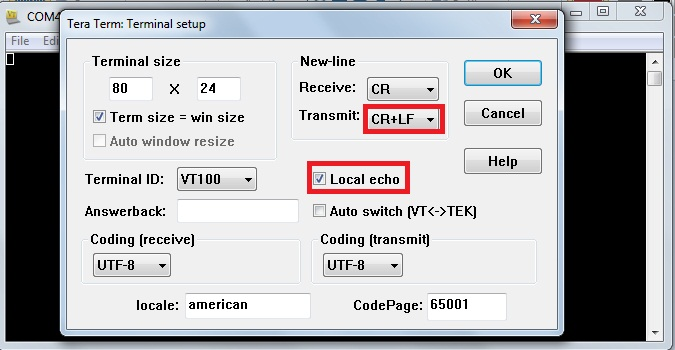 COM4
Tera Term: Terminal setup
File Edi
Terminal size
80 X 24
Term size = win size
Auto window resize
New-line
Receive: CR
Transmit: CR+LF
OK
Cancel
Help
Terminal ID: VT100
Local echo
Answerback:
Auto switch (VT<->TEK)
Coding (receive)
UTF-8
Coding (transmit)
UTF-8
locale: american
CodePage: 65001